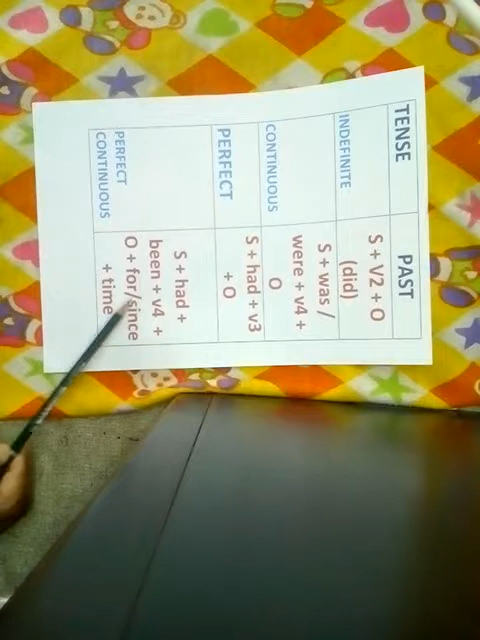 TENSE PAST
INDEFINITE S + V2 + O
(did)
CONTINUOUS S + was /
were + v4 +
O
PERFECT S + had + v3
+ O
PERFECT
CONTINUOUS
S + had +
been + v4 +
O + for/since
+ time